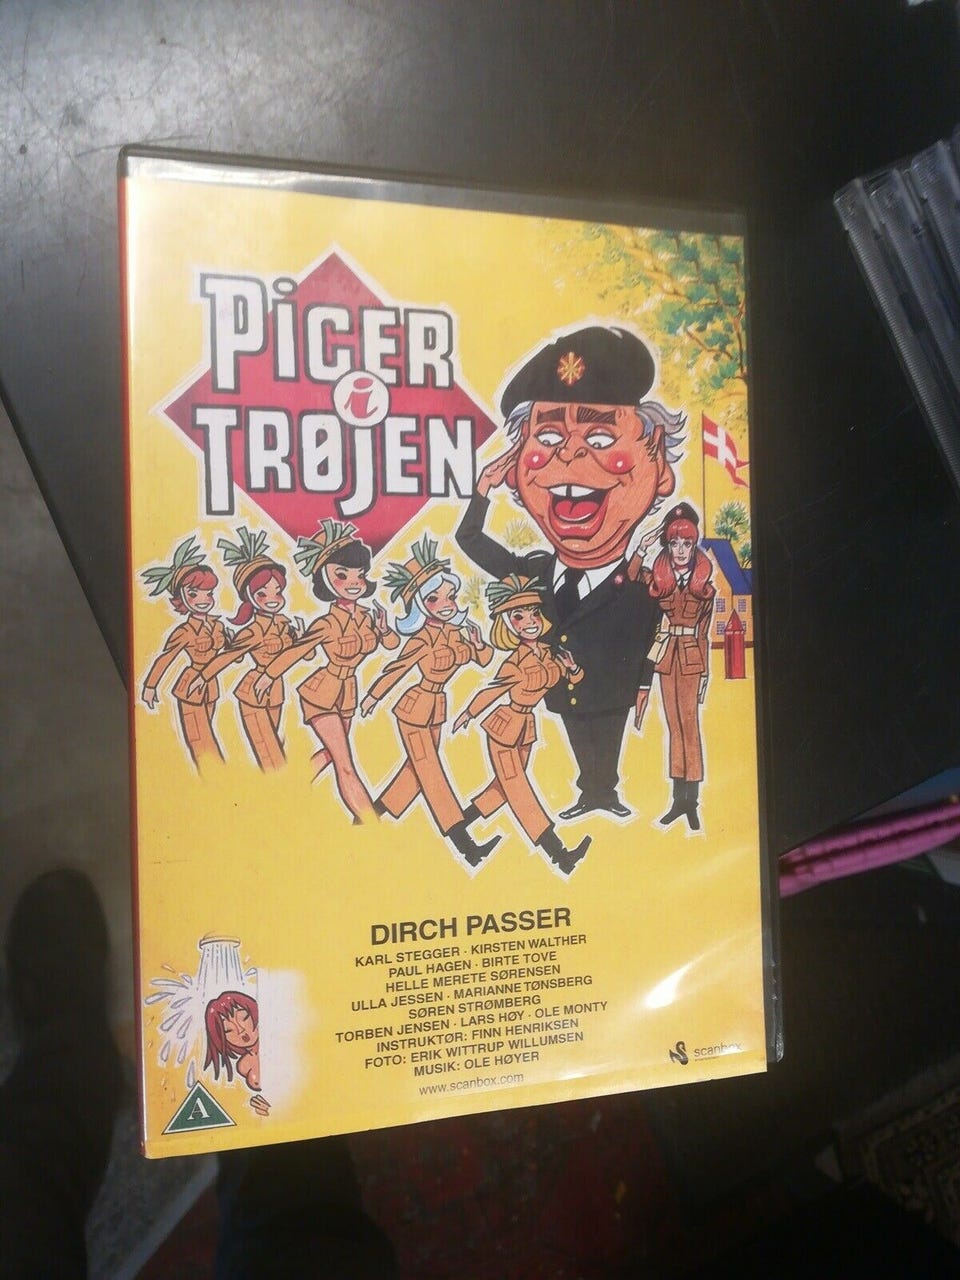 PiGER
i
TRØJEN
DIRCH PASSER
KARL STEGGER · KIRSTEN WALTHER
PAUL HAGEN · BIRTE TOVE
HELLE MERETE SØRENSEN
ULLA JESSEN · MARIANNE TØNSBERG
SØREN STRØMBERG
TORBEN JENSEN · LARS HØY · OLE MONTY
INSTRUKTØR: FINN HENRIKSEN
FOTO: ERIK WITTRUP WILLUMSEN
MUSIK: OLE HØYER
www.scanbox.com
scanbox
A